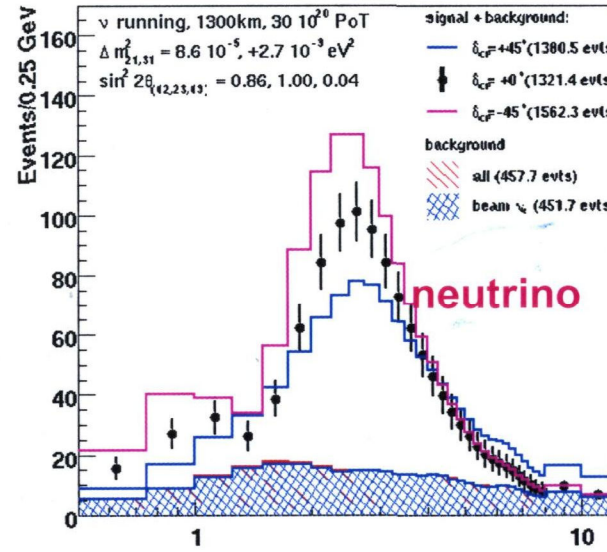 160
140
120
100
80
60
40
20
0
Events/0.25 GeV
ν running, 1300km, 30 10²⁰ PoT
Δ m²₂₁,₃₁ = 8.6 10⁻⁵, +2.7 10⁻³ eV²
sin² 2θ₍₁₂,₂₃,₁₃₎ = 0.86, 1.00, 0.04
signal + background:
δCP=+45° (1380.5 evts
δCP=+0° (1321.4 evts
δCP=-45° (1562.3 evts
background
all (457.7 evts)
beam νe (451.7 evts
neutrino
1
10